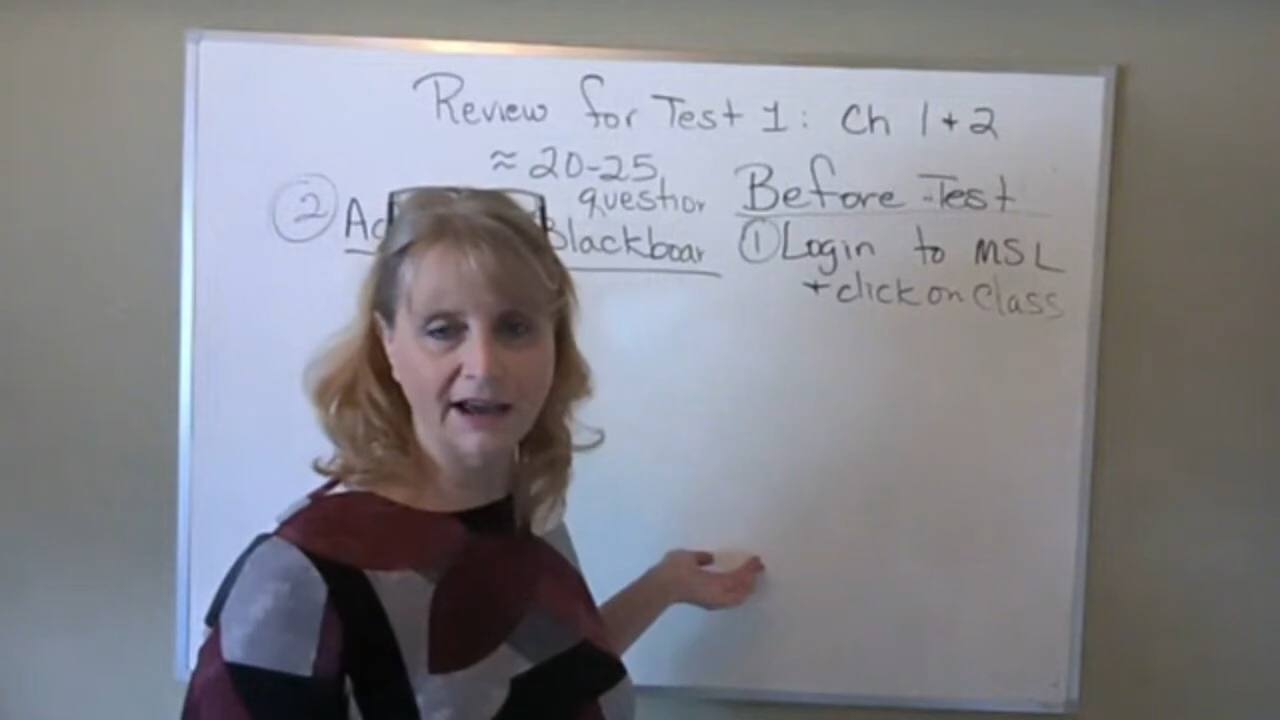 Review for Test 1: Ch 1 + 2
≈ 20-25
question
② Blackboar
Before Test
① Login to MSL
+ click on Class